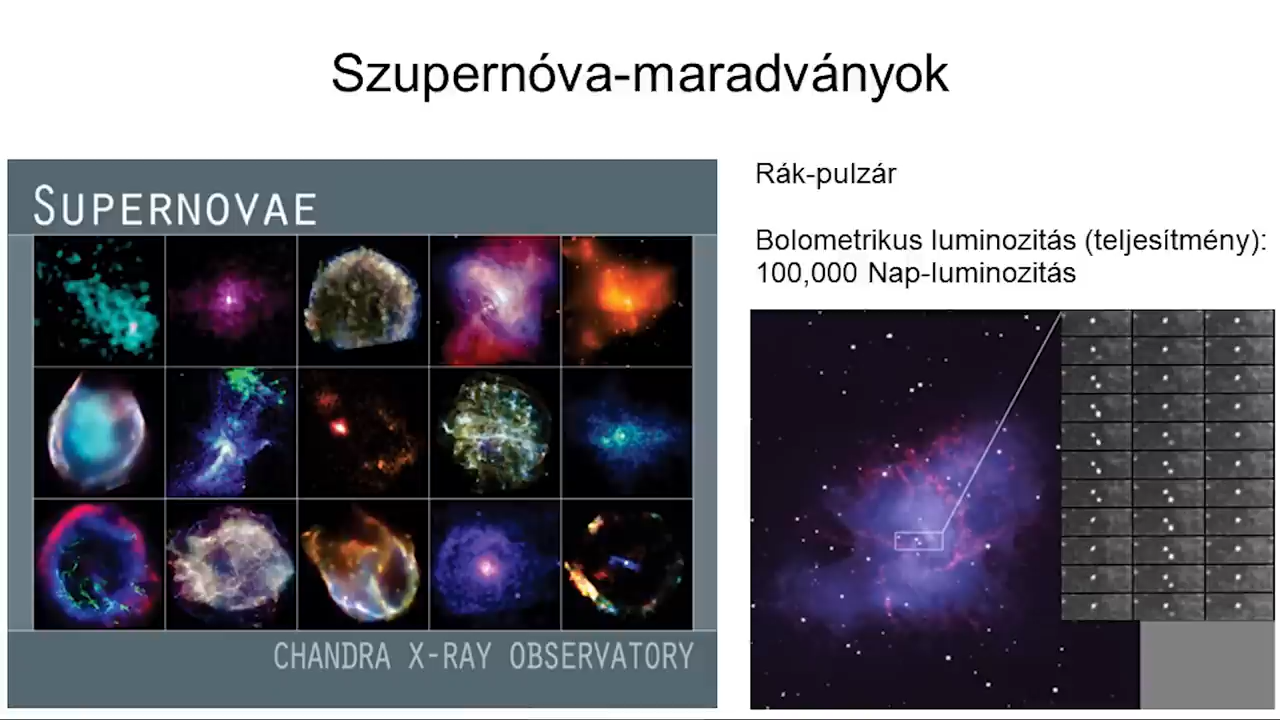 Szupernóva-maradványok
SUPERNOVAE
CHANDRA X-RAY OBSERVATORY
Rák-pulzár
Bolometrikus luminozitás (teljesítmény):
100,000 Nap-luminozitás